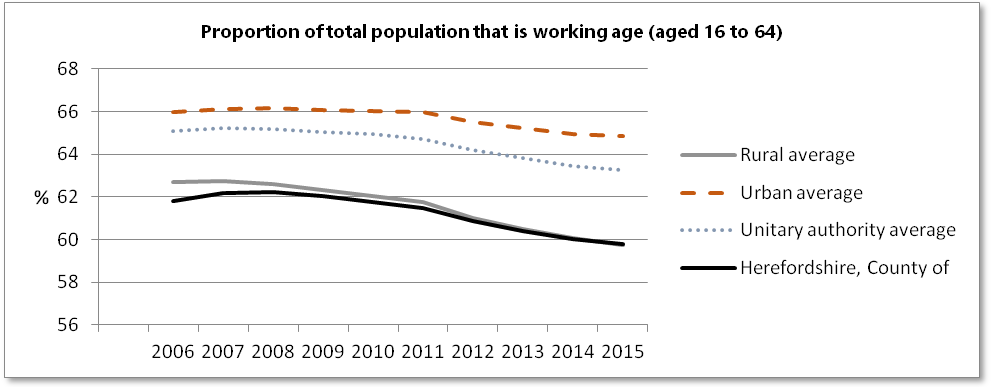 Proportion of total population that is working age (aged 16 to 64)
68
66
64
62
60
58
56
%
2006 2007 2008 2009 2010 2011 2012 2013 2014 2015
Rural average
Urban average
Unitary authority average
Herefordshire, County of